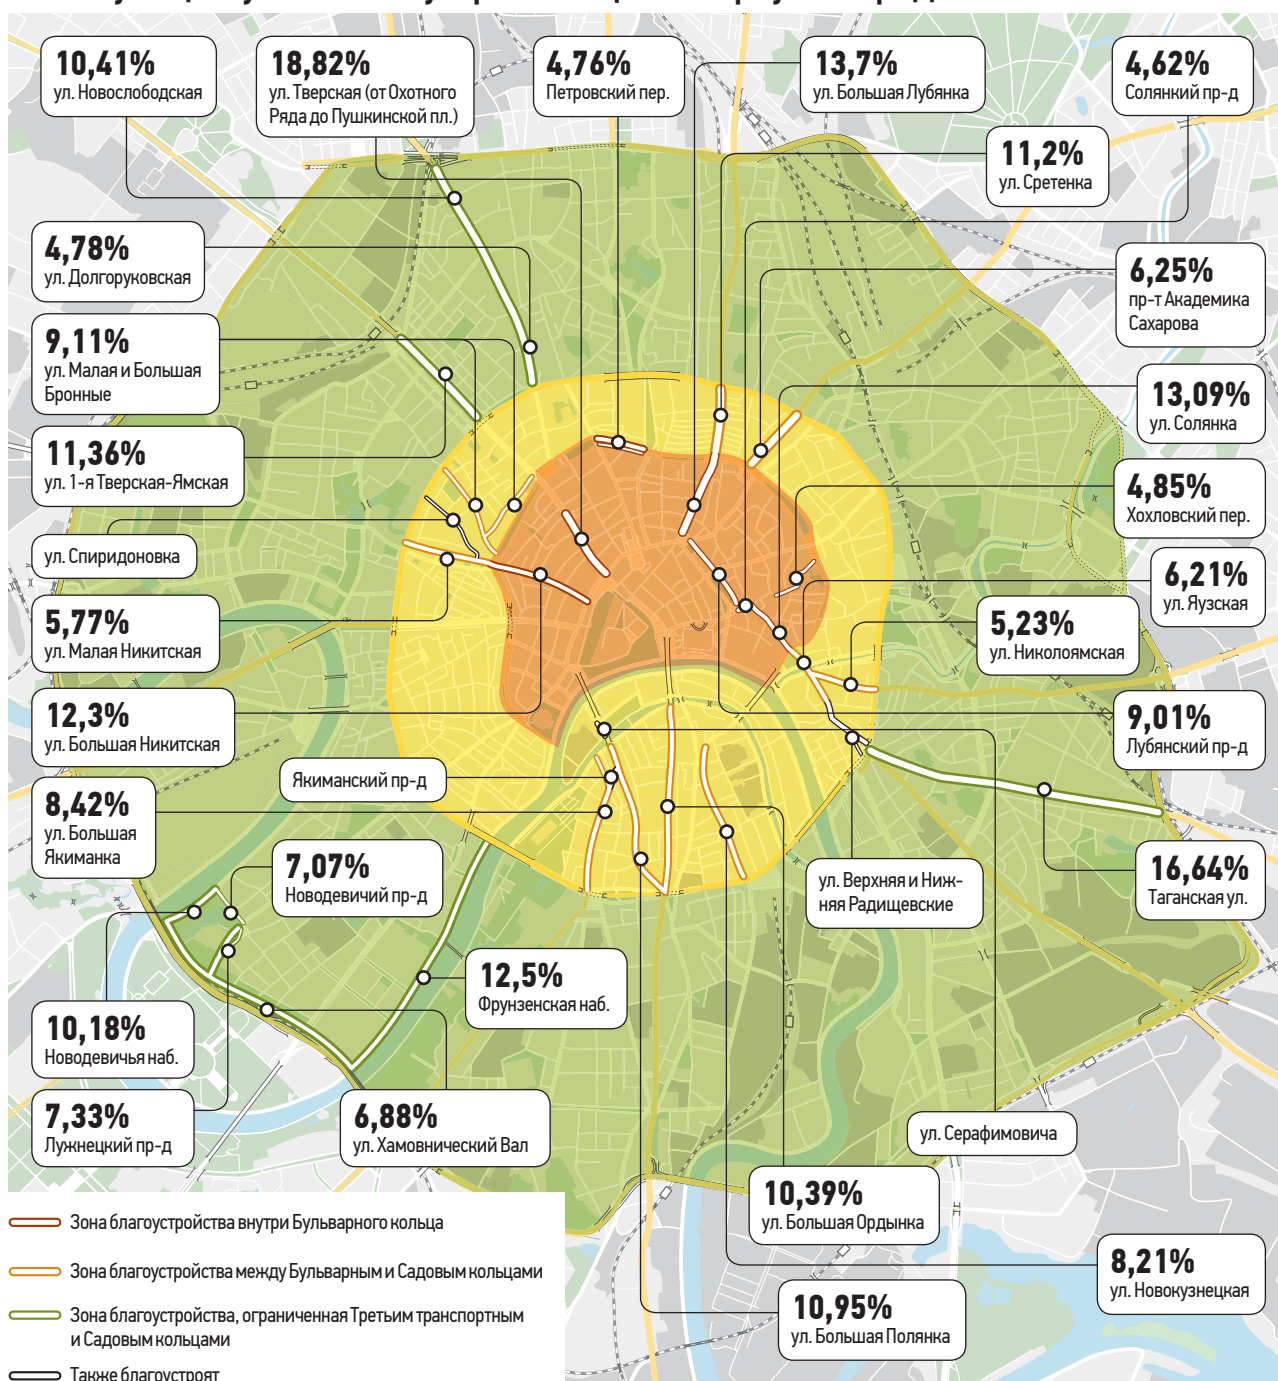 10,41%
ул. Новослободская
18,82%
ул. Тверская (от Охотного
Ряда до Пушкинской пл.)
4,76%
Петровский пер.
13,7%
ул. Большая Лубянка
4,62%
Солянкий пр-д
11,2%
ул. Сретенка
4,78%
ул. Долгоруковская
6,25%
пр-т Академика
Сахарова
9,11%
ул. Малая и Большая
Бронные
13,09%
ул. Солянка
11,36%
ул. 1-я Тверская-Ямская
4,85%
Хохловский пер.
ул. Спиридоновка
6,21%
ул. Яузская
5,77%
ул. Малая Никитская
5,23%
ул. Николоямская
12,3%
ул. Большая Никитская
9,01%
Лубянский пр-д
Якиманский пр-д
8,42%
ул. Большая
Якиманка
7,07%
Новодевичий пр-д
ул. Верхняя и Ниж-
няя Радищевские
16,64%
Таганская ул.
12,5%
Фрунзенская наб.
10,18%
Новодевичья наб.
7,33%
Лужнецкий пр-д
6,88%
ул. Хамовнический Вал
ул. Серафимовича
10,39%
ул. Большая Ордынка
8,21%
ул. Новокузнецкая
10,95%
ул. Большая Полянка
Зона благоустройства внутри Бульварного кольца
Зона благоустройства между Бульварным и Садовым кольцами
Зона благоустройства, ограниченная Третьим транспортным
и Садовым кольцами
Также благоустроят